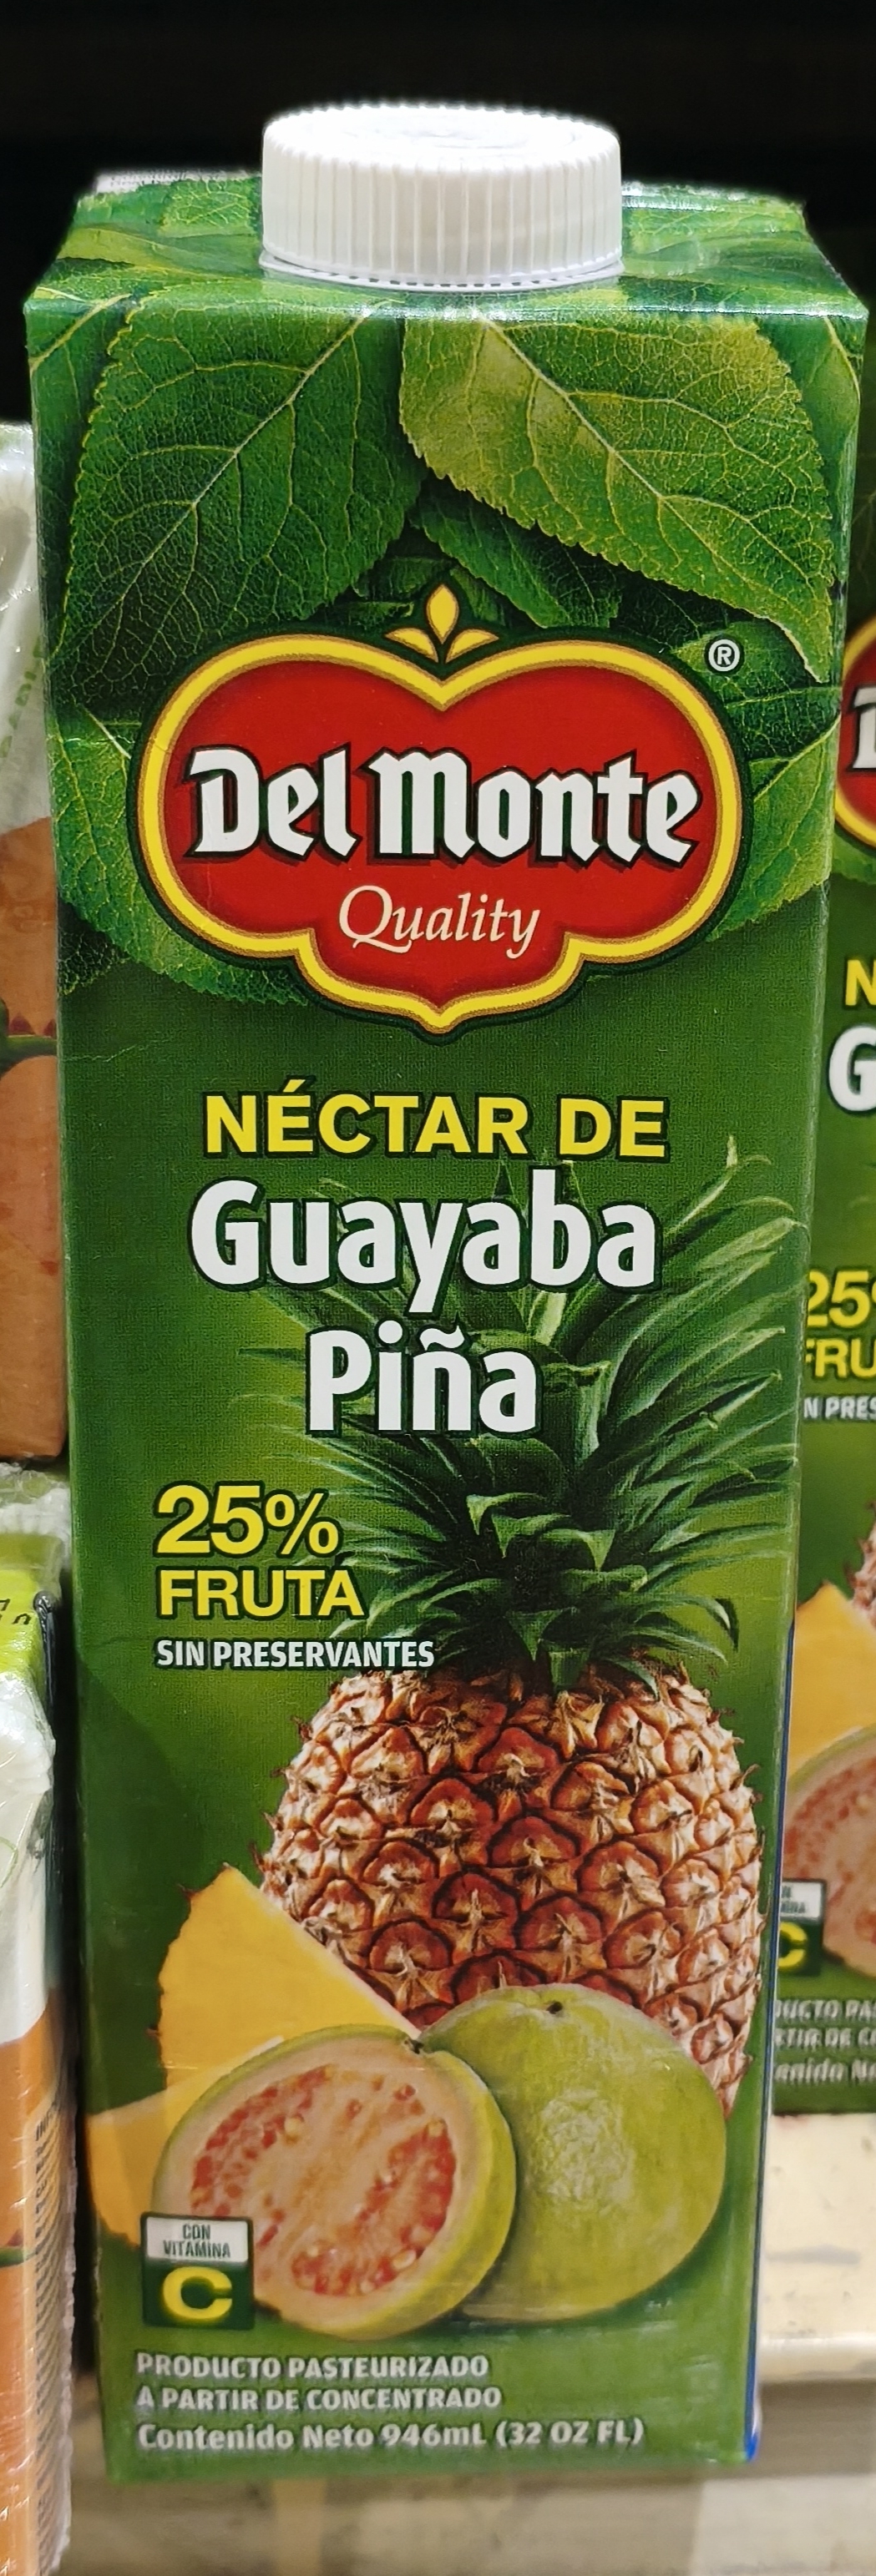 Del Monte ®
Quality
NÉCTAR DE
Guayaba
Piña
25%
FRUTA
SIN PRESERVANTES
CON
VITAMINA
C
PRODUCTO PASTEURIZADO
A PARTIR DE CONCENTRADO
Contenido Neto 946mL (32 OZ FL)